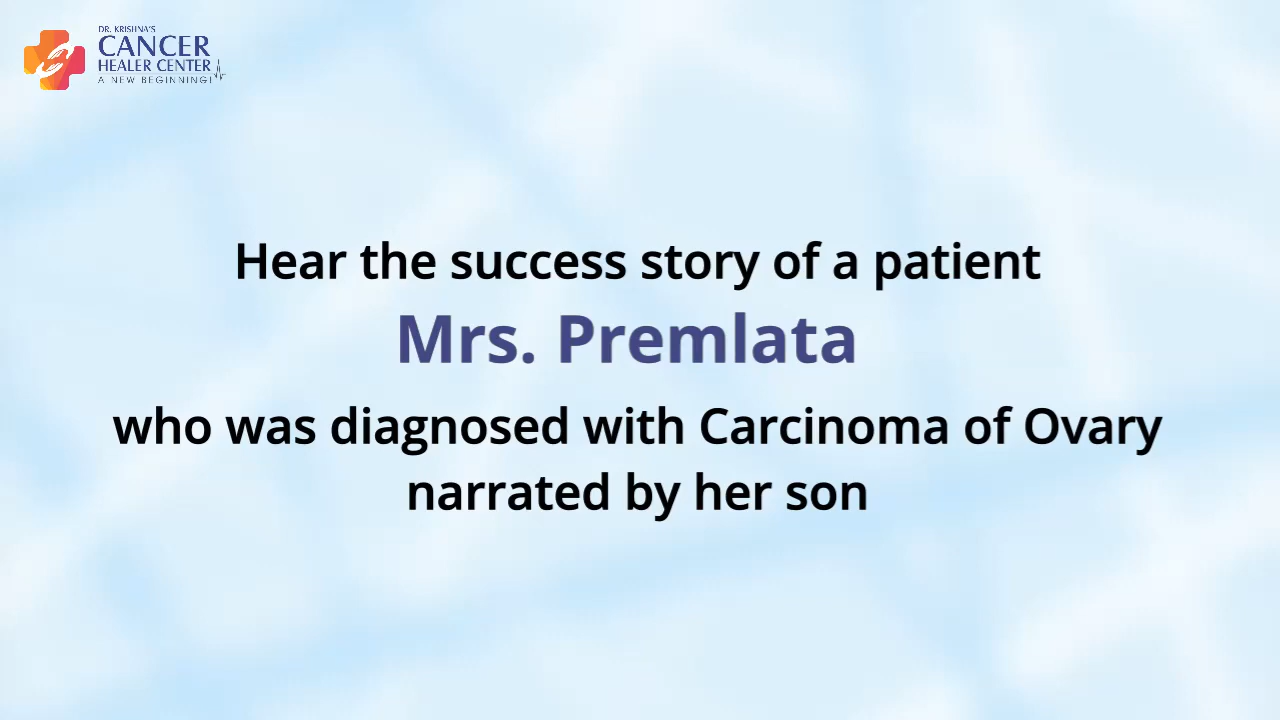 DR. KRISHNA'S
CANCER
HEALER CENTER
A NEW BEGINNING!
Hear the success story of a patient
Mrs. Premlata
who was diagnosed with Carcinoma of Ovary
narrated by her son